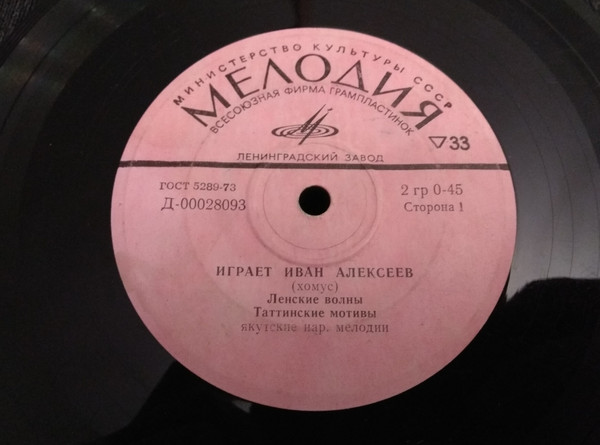 МИНИСТЕРСТВО КУЛЬТУРЫ СССР
МЕЛОДИЯ
ВСЕСОЮЗНАЯ ФИРМА ГРАМПЛАСТИНОК
▽33
ЛЕНИНГРАДСКИЙ ЗАВОД
ГОСТ 5289-73
2 гр 0-45
Д-00028093
Сторона 1
ИГРАЕТ ИВАН АЛЕКСЕЕВ
(хомус)
Ленские волны
Таттинские мотивы
якутские нар. мелодии